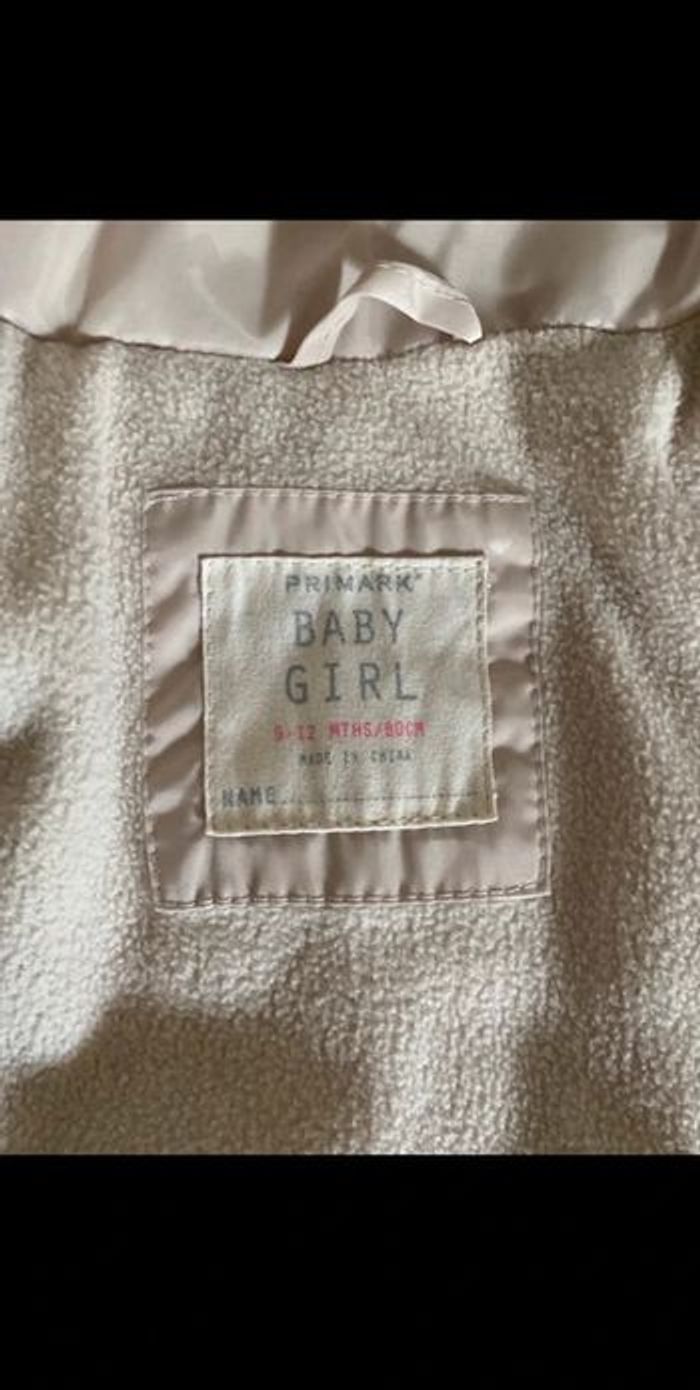 PRIMARK®
BABY
GIRL
9-12 MTHS/80CM
MADE IN CHINA
NAME